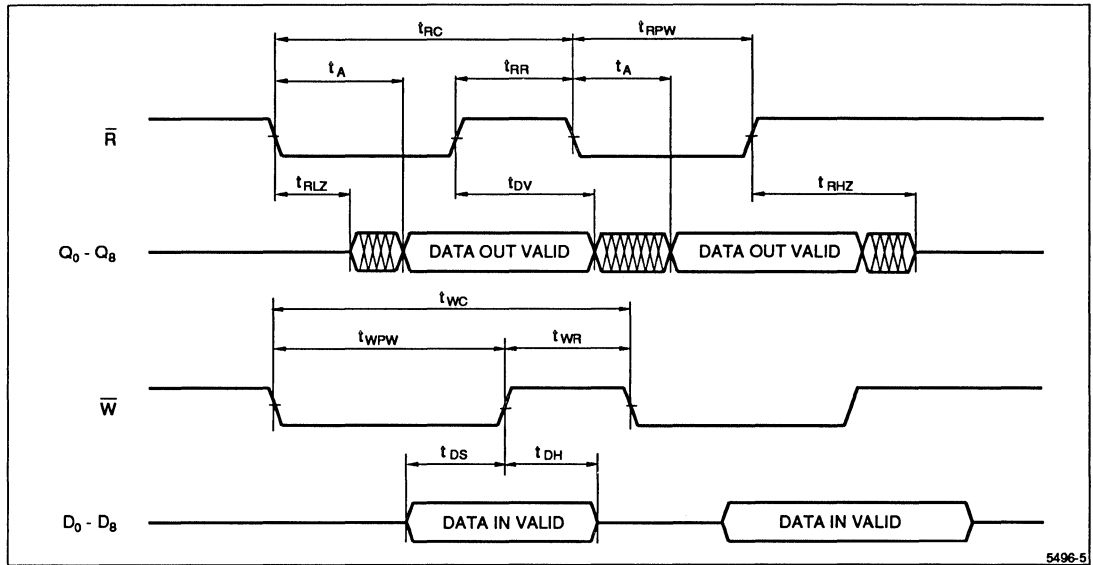 tRC
tRPW
tA
tRR
tA
R̅
tRLZ
tDV
tRHZ
Q0 - Q8
DATA OUT VALID
DATA OUT VALID
tWC
tWPW
tWR
W̅
tDS
tDH
D0 - D8
DATA IN VALID
DATA IN VALID
5496-5